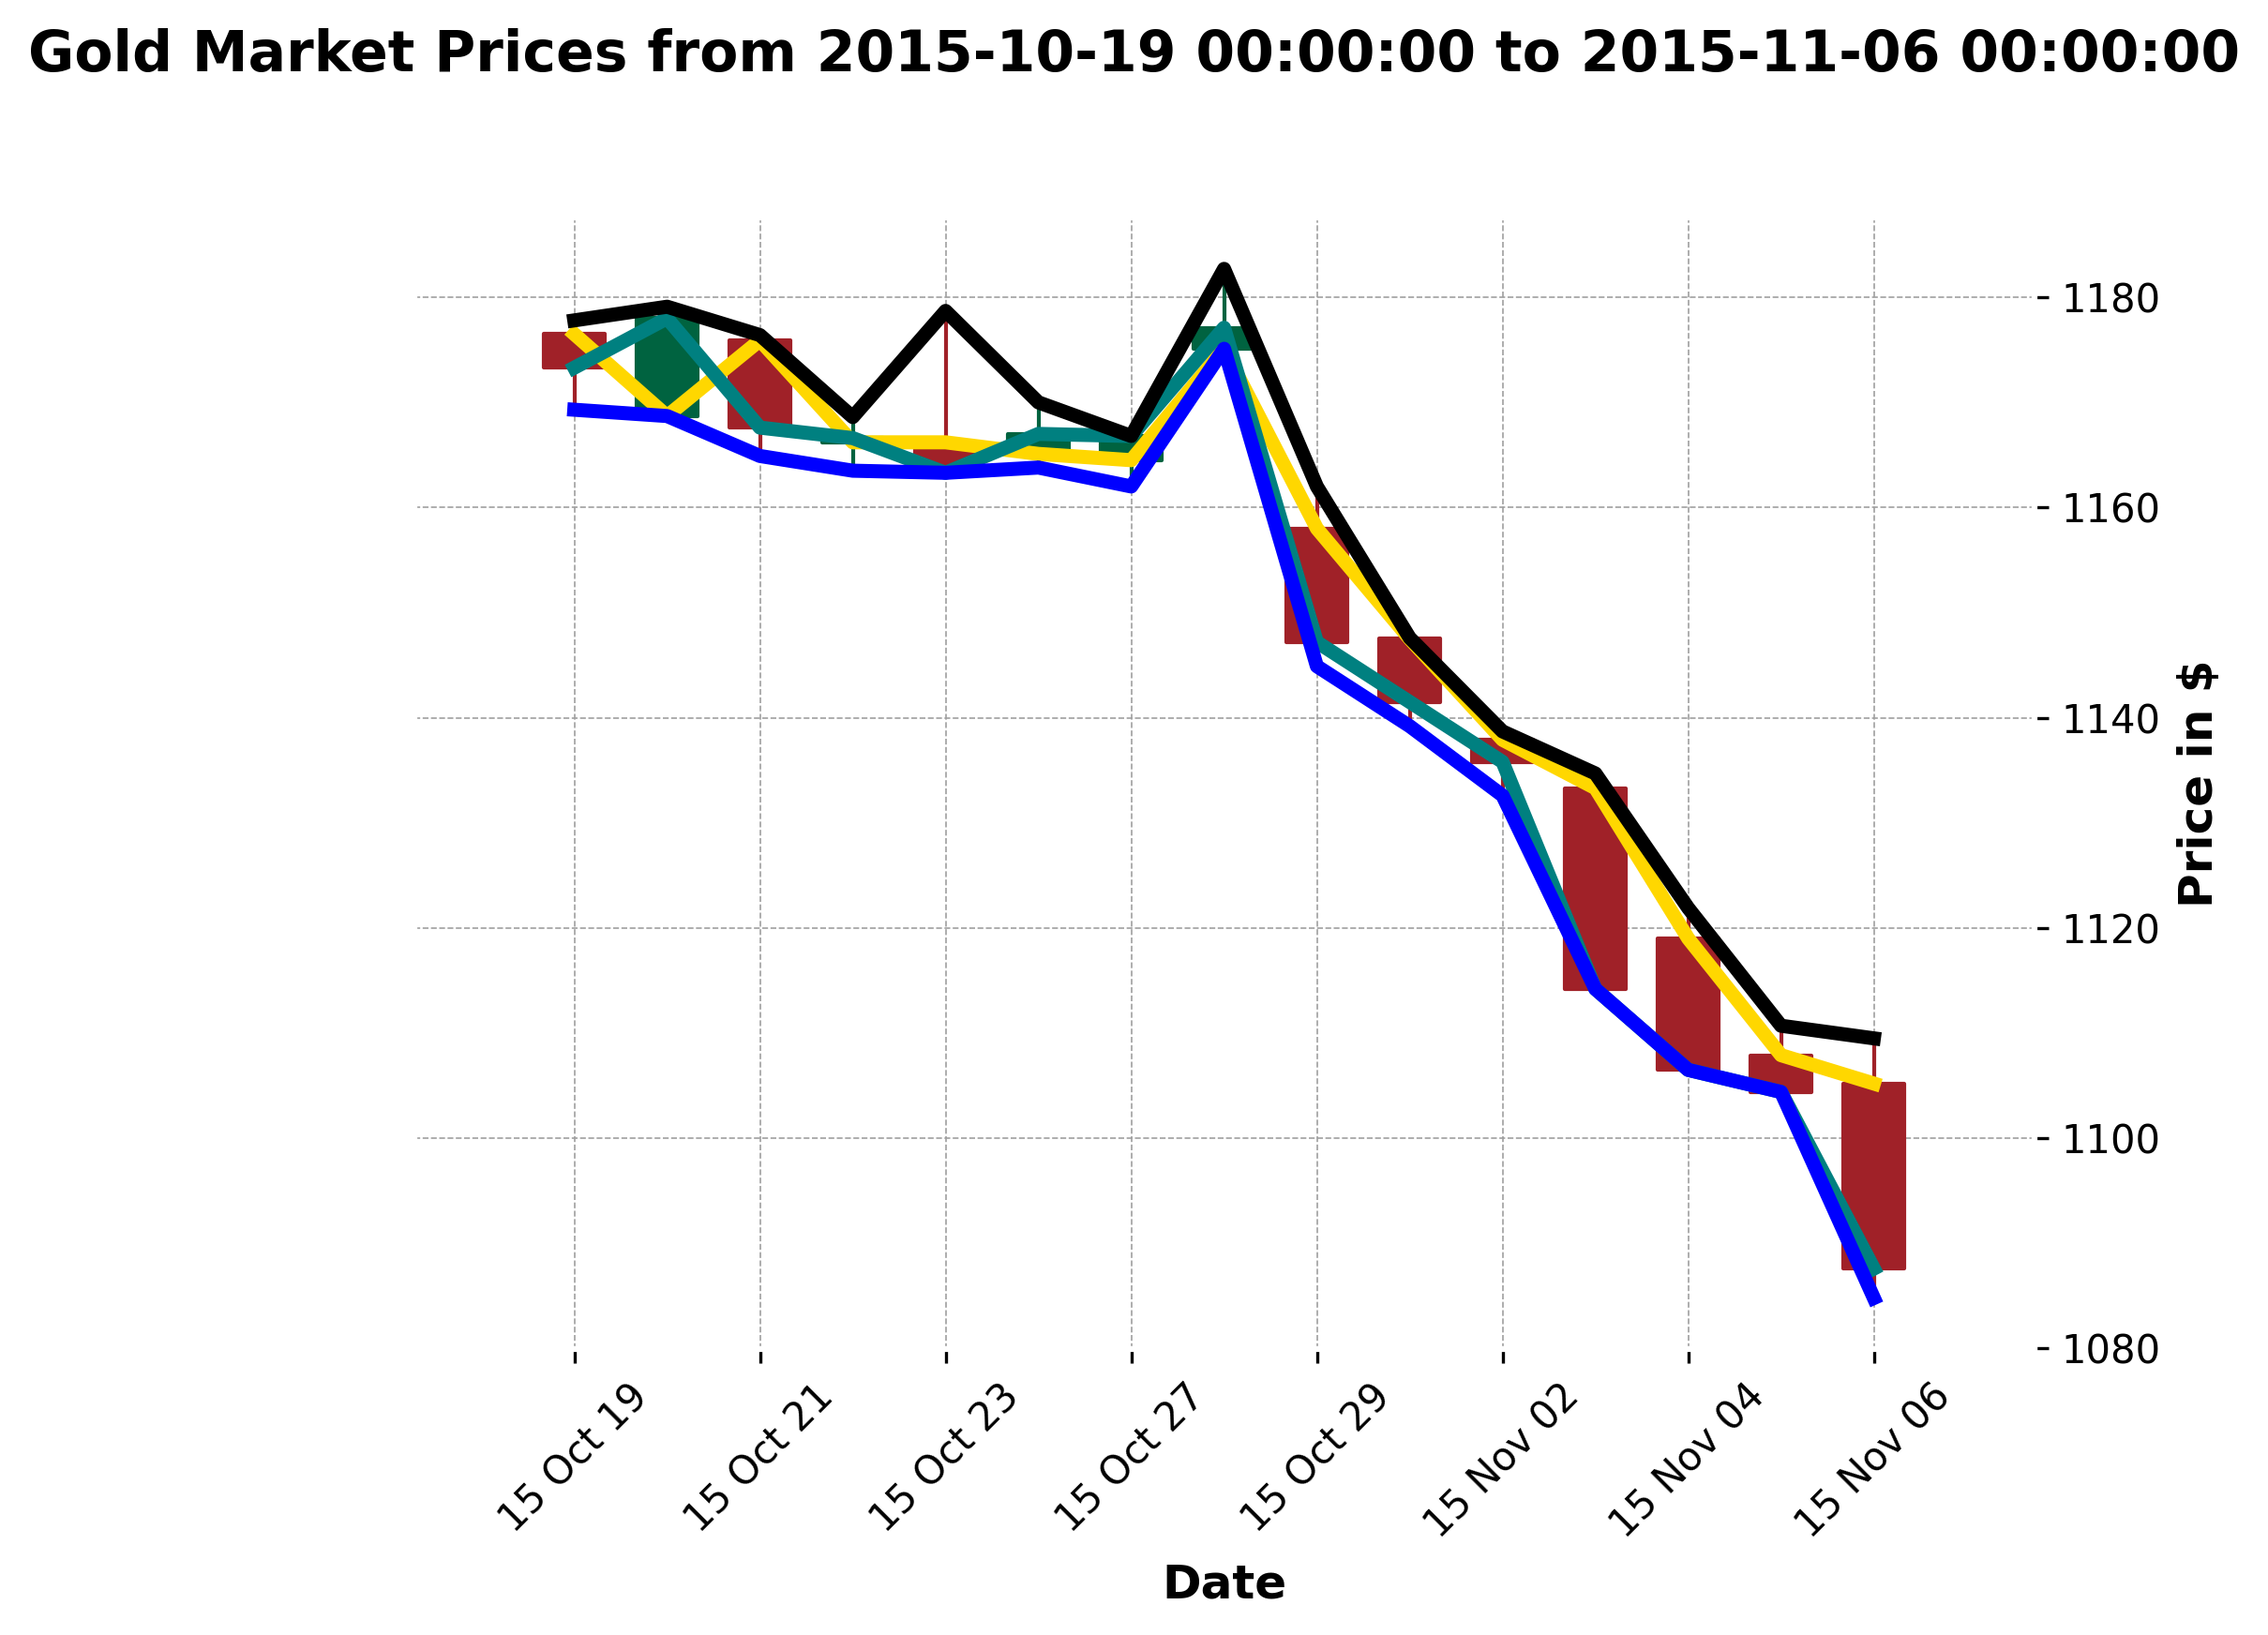 Gold Market Prices from 2015-10-19 00:00:00 to 2015-11-06 00:00:00
1180
1160
1140
1120
1100
1080
Price in $
15 Oct 19
15 Oct 21
15 Oct 23
15 Oct 27
15 Oct 29
15 Nov 02
15 Nov 04
15 Nov 06
Date